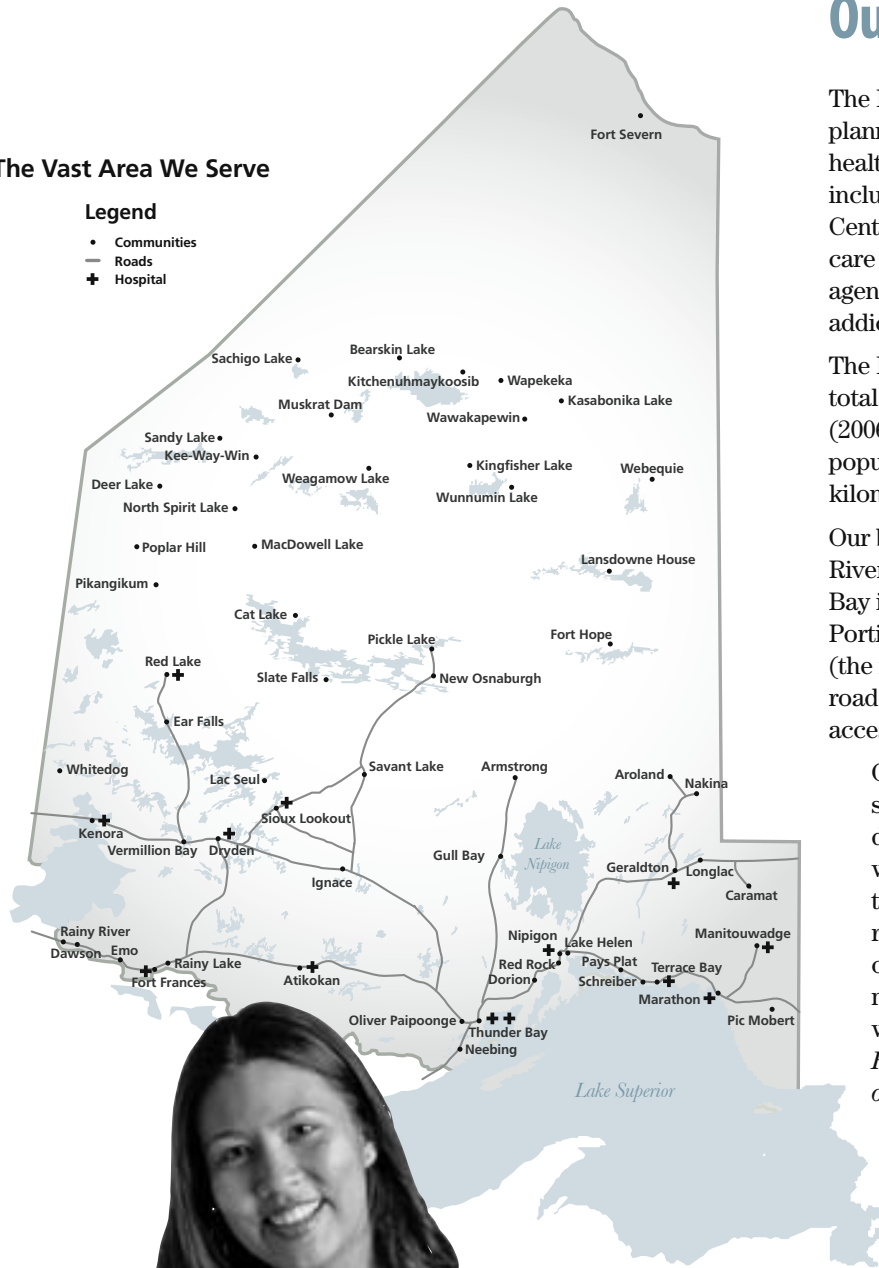 The Vast Area We Serve
Legend
Communities
Roads
Hospital
Fort Severn
Sachigo Lake
Bearskin Lake
Kitchenuhmaykoosib
Wapekeka
Kasabonika Lake
Muskrat Dam
Wawakapewin
Sandy Lake
Kee-Way-Win
Deer Lake
Weagamow Lake
Kingfisher Lake
Wunnumin Lake
Webequie
North Spirit Lake
Poplar Hill
MacDowell Lake
Lansdowne House
Pikangikum
Cat Lake
Pickle Lake
Fort Hope
Red Lake
Slate Falls
New Osnaburgh
Ear Falls
Whitedog
Lac Seul
Savant Lake
Armstrong
Aroland
Nakina
Sioux Lookout
Kenora
Vermillion Bay
Dryden
Ignace
Gull Bay
Lake
Nipigon
Geraldton
Longlac
Caramat
Rainy River
Dawson
Emo
Fort Frances
Rainy Lake
Atikokan
Nipigon
Lake Helen
Red Rock
Dorion
Pays Plat
Schreiber
Terrace Bay
Manitouwadge
Marathon
Pic Mobert
Oliver Paipoonge
Thunder Bay
Neebing
Lake Superior
Ou
The
plan
healt
inclu
Cent
care
agen
addi
The
total
(200
popu
kilon
Our
River
Bay i
Porti
(the
road
acce